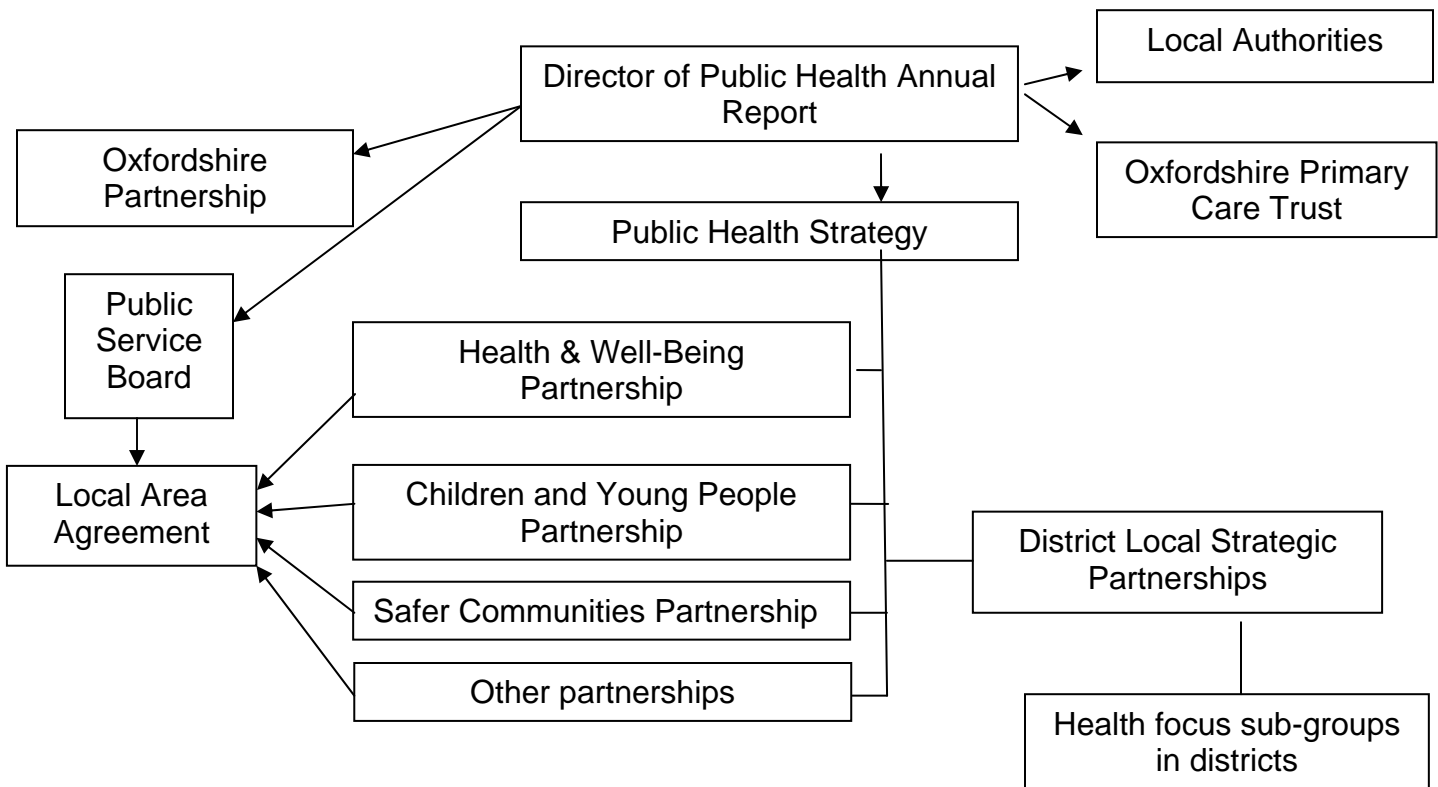 Local Authorities
Director of Public Health Annual
Report
Oxfordshire
Partnership
Oxfordshire Primary
Care Trust
Public Health Strategy
Public
Service
Board
Health & Well-Being
Partnership
Local Area
Agreement
Children and Young People
Partnership
District Local Strategic
Partnerships
Safer Communities Partnership
Other partnerships
Health focus sub-groups
in districts